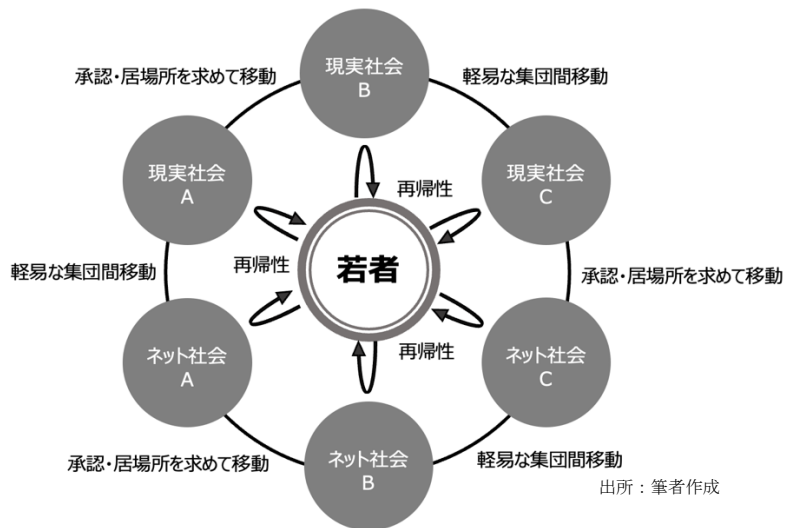 現実社会
B
承認・居場所を求めて移動
軽易な集団間移動
現実社会
A
現実社会
C
再帰性
再帰性
若者
軽易な集団間移動
承認・居場所を求めて移動
再帰性
ネット社会
A
ネット社会
C
承認・居場所を求めて移動
ネット社会
B
軽易な集団間移動
出所：筆者作成